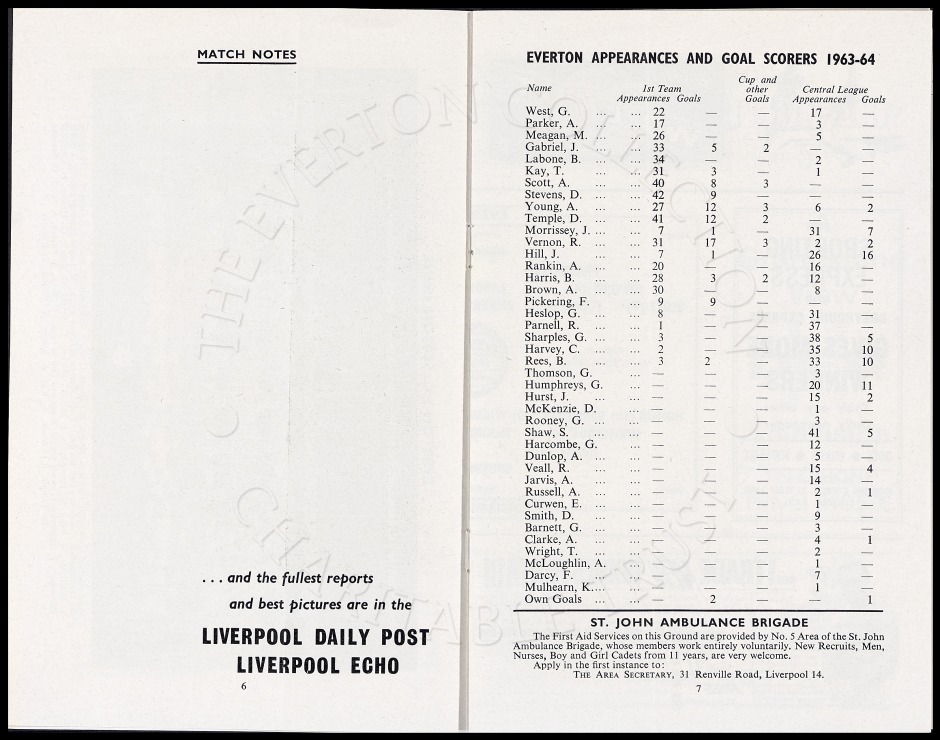 MATCH NOTES
. . . and the fullest reports
and best pictures are in the
LIVERPOOL DAILY POST
LIVERPOOL ECHO
6
EVERTON APPEARANCES AND GOAL SCORERS 1963-64
Name 1st Team Appearances Goals Cup and other Goals Central League Appearances Goals
West, G. ... ... 22 — — 17 —
Parker, A. ... ... 17 — — 3 —
Meagan, M. ... ... 26 — — 5 —
Gabriel, J. ... ... 33 5 2 — —
Labone, B. ... ... 34 — — 2 —
Kay, T. ... ... 31 3 — 1 —
Scott, A. ... ... 40 8 3 — —
Stevens, D. ... ... 42 9 — — —
Young, A. ... ... 27 12 3 6 2
Temple, D. ... ... 41 12 2 — —
Morrissey, J. ... ... 7 1 — 31 7
Vernon, R. ... ... 31 17 3 2 2
Hill, J. ... ... 7 1 — 26 16
Rankin, A. ... ... 20 — — 16 —
Harris, B. ... ... 28 3 2 12 —
Brown, A. ... ... 30 — — 8 —
Pickering, F. ... ... 9 9 — — —
Heslop, G. ... ... 8 — — 31 —
Parnell, R. ... ... 1 — — 37 —
Sharples, G. ... ... 3 — — 38 5
Harvey, C. ... ... 2 — — 35 10
Rees, B. ... ... 3 2 — 33 10
Thomson, G. ... — — — 3 —
Humphreys, G. ... — — — 20 11
Hurst, J. ... ... — — — 15 2
McKenzie, D. ... — — — 1 —
Rooney, G. ... ... — — — 3 —
Shaw, S. ... ... — — — 41 5
Harcombe, G. ... — — — 12 —
Dunlop, A. ... ... — — — 5 —
Veall, R. ... ... — — — 15 4
Jarvis, A. ... ... — — — 14 —
Russell, A. ... ... — — — 2 1
Curwen, E. ... ... — — — 1 —
Smith, D. ... ... — — — 9 —
Barnett, G. ... ... — — — 3 —
Clarke, A. ... ... — — — 4 1
Wright, T. ... ... — — — 2 —
McLoughlin, A. ... — — — 1 —
Darcy, F. ... ... — — — 7 —
Mulhearn, K.... ... — — — 1 —
Own Goals ... ... 2 — — 1
ST. JOHN AMBULANCE BRIGADE
The First Aid Services on this Ground are provided by No. 5 Area of the St. John
Ambulance Brigade, whose members work entirely voluntarily. New Recruits, Men,
Nurses, Boy and Girl Cadets from 11 years, are very welcome.
Apply in the first instance to:
THE AREA SECRETARY, 31 Renville Road, Liverpool 14.
7
THE EVERTON COLLECTION
CHARITABLE TRUST